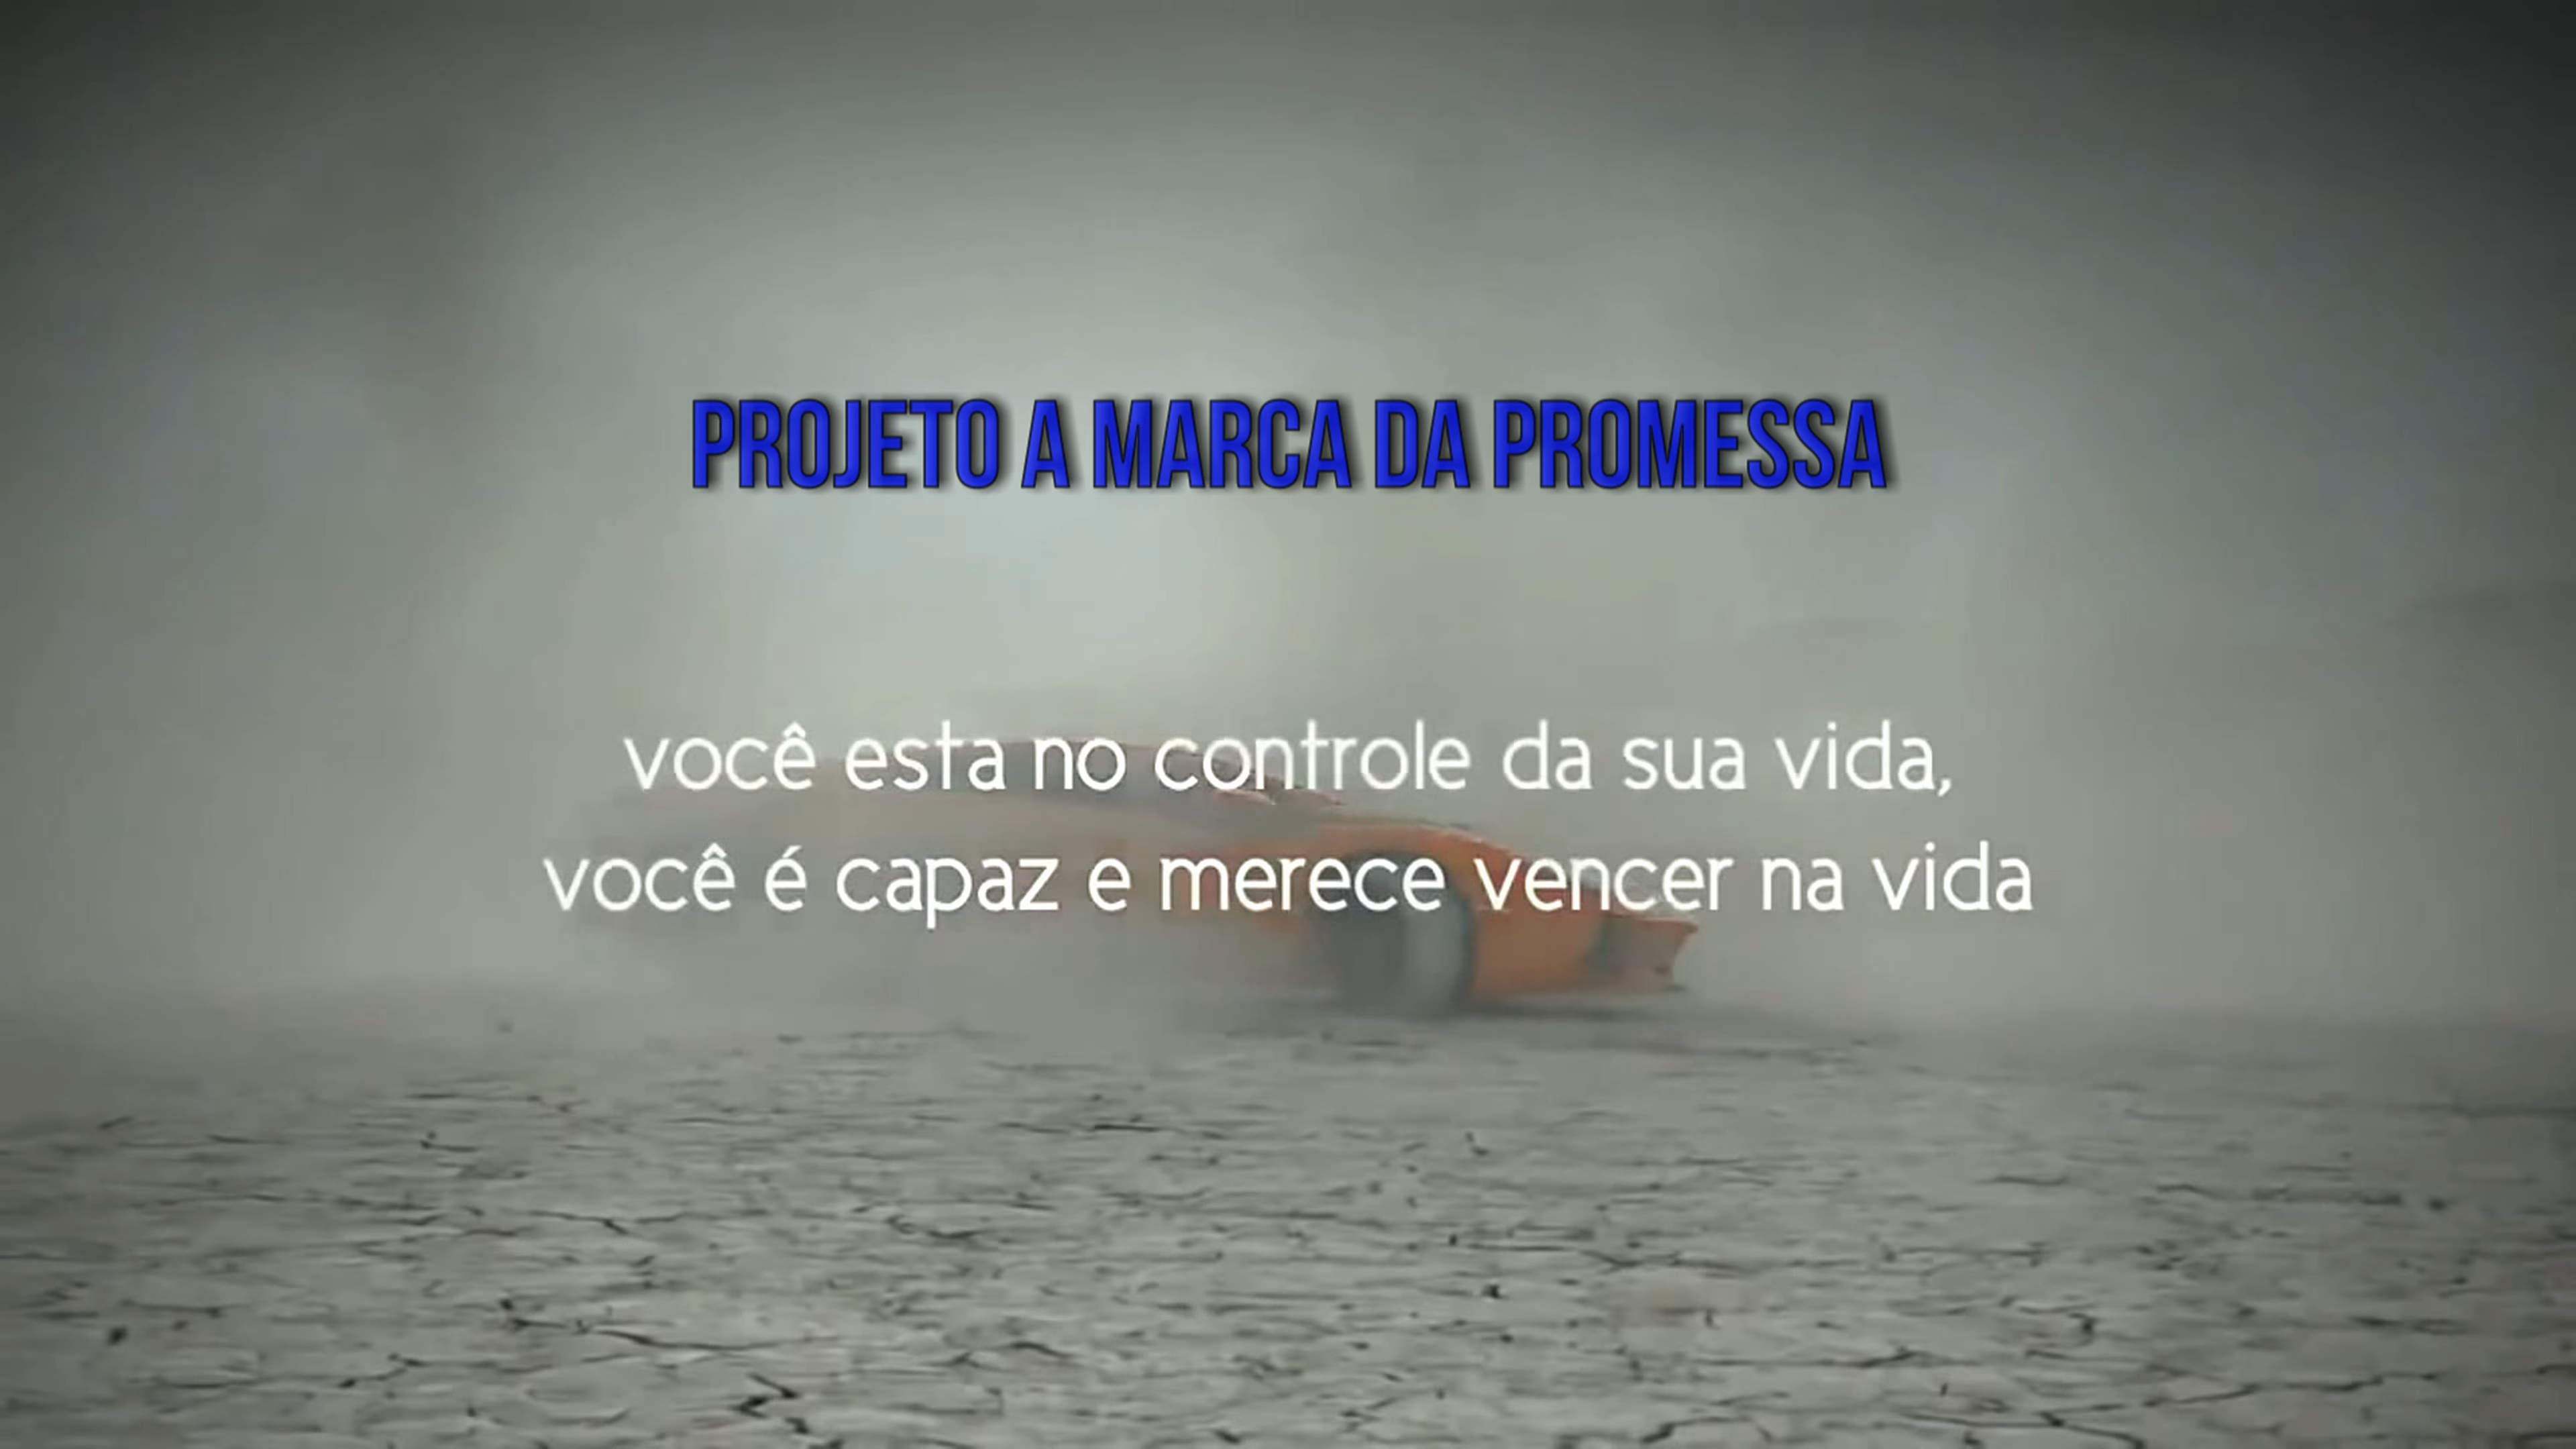 PROJETO A MARCA DA PROMESSA
você esta no controle da sua vida,
você é capaz e merece vencer na vida